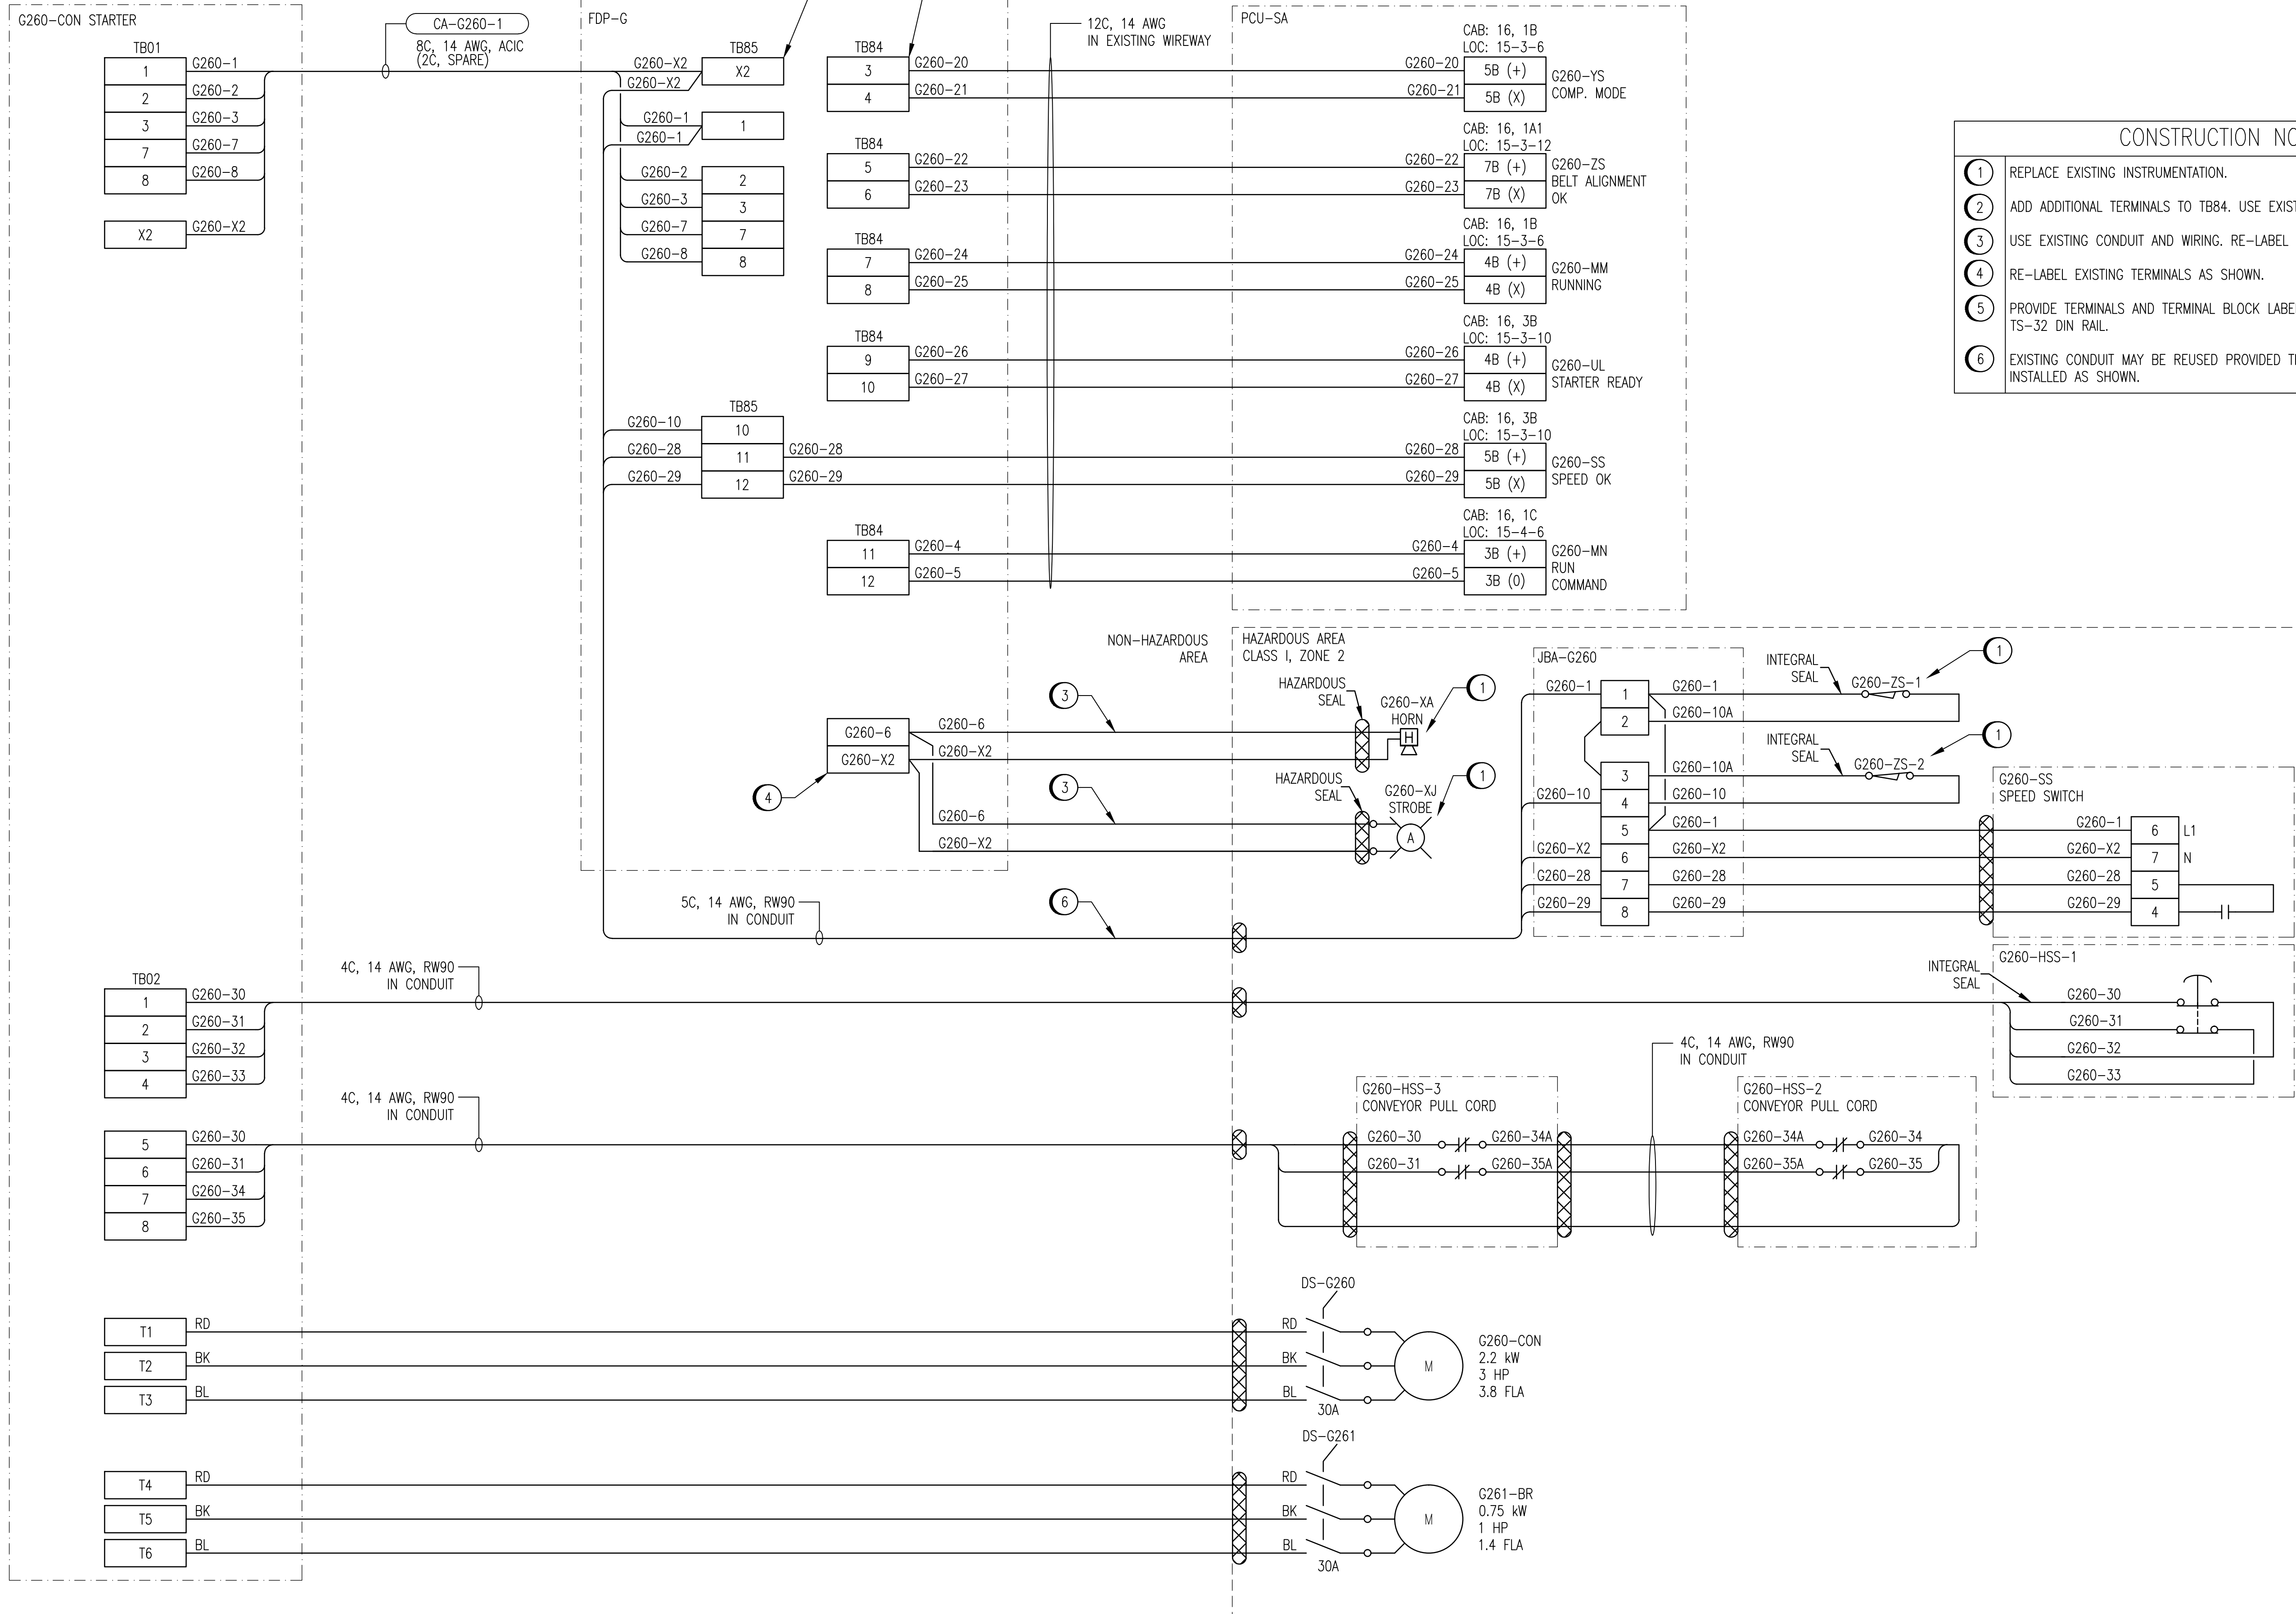 G260-CON STARTER
TB01
1
G260-1
2
G260-2
3
G260-3
7
G260-7
8
G260-8
X2
G260-X2
CA-G260-1
8C, 14 AWG, ACIC
(2C, SPARE)
FDP-G
TB85
G260-X2
X2
G260-X2
G260-1
1
G260-1
G260-2
2
G260-3
3
G260-7
7
G260-8
8
TB84
3
G260-20
4
G260-21
TB84
5
G260-22
6
G260-23
TB84
7
G260-24
8
G260-25
TB84
9
G260-26
10
G260-27
TB85
G260-10
10
G260-28
11
G260-28
G260-29
12
G260-29
TB84
11
G260-4
12
G260-5
12C, 14 AWG
IN EXISTING WIREWAY
PCU-SA
CAB: 16, 1B
LOC: 15-3-6
G260-20
5B (+)
G260-21
5B (X)
G260-YS
COMP. MODE
CAB: 16, 1A1
LOC: 15-3-12
G260-22
7B (+)
G260-23
7B (X)
G260-ZS
BELT ALIGNMENT
OK
CAB: 16, 1B
LOC: 15-3-6
G260-24
4B (+)
G260-25
4B (X)
G260-MM
RUNNING
CAB: 16, 3B
LOC: 15-3-10
G260-26
4B (+)
G260-27
4B (X)
G260-UL
STARTER READY
CAB: 16, 3B
LOC: 15-3-10
G260-28
5B (+)
G260-29
5B (X)
G260-SS
SPEED OK
CAB: 16, 1C
LOC: 15-4-6
G260-4
3B (+)
G260-5
3B (0)
G260-MN
RUN
COMMAND
CONSTRUCTION NO
1
REPLACE EXISTING INSTRUMENTATION.
2
ADD ADDITIONAL TERMINALS TO TB84. USE EXIST
3
USE EXISTING CONDUIT AND WIRING. RE-LABEL
4
RE-LABEL EXISTING TERMINALS AS SHOWN.
5
PROVIDE TERMINALS AND TERMINAL BLOCK LABE
TS-32 DIN RAIL.
6
EXISTING CONDUIT MAY BE REUSED PROVIDED T
INSTALLED AS SHOWN.
NON-HAZARDOUS
AREA
HAZARDOUS AREA
CLASS I, ZONE 2
G260-6
G260-X2
4
G260-6
G260-X2
G260-6
G260-X2
3
3
HAZARDOUS
SEAL
G260-XA
HORN
H
1
HAZARDOUS
SEAL
G260-XJ
STROBE
A
1
JBA-G260
G260-1
1
G260-1
2
G260-10A
3
G260-10A
G260-10
4
G260-10
5
G260-1
G260-X2
6
G260-X2
G260-28
7
G260-28
G260-29
8
G260-29
INTEGRAL
SEAL
G260-ZS-1
1
INTEGRAL
SEAL
G260-ZS-2
1
G260-SS
SPEED SWITCH
G260-1
6
L1
G260-X2
7
N
G260-28
5
G260-29
4
5C, 14 AWG, RW90
IN CONDUIT
6
TB02
1
G260-30
2
G260-31
3
G260-32
4
G260-33
4C, 14 AWG, RW90
IN CONDUIT
INTEGRAL
SEAL
G260-HSS-1
G260-30
G260-31
G260-32
G260-33
5
G260-30
6
G260-31
7
G260-34
8
G260-35
4C, 14 AWG, RW90
IN CONDUIT
G260-HSS-3
CONVEYOR PULL CORD
G260-30
G260-34A
G260-31
G260-35A
4C, 14 AWG, RW90
IN CONDUIT
G260-HSS-2
CONVEYOR PULL CORD
G260-34A
G260-34
G260-35A
G260-35
T1
RD
T2
BK
T3
BL
DS-G260
RD
BK
BL
30A
M
G260-CON
2.2 kW
3 HP
3.8 FLA
T4
RD
T5
BK
T6
BL
DS-G261
RD
BK
BL
30A
M
G261-BR
0.75 kW
1 HP
1.4 FLA